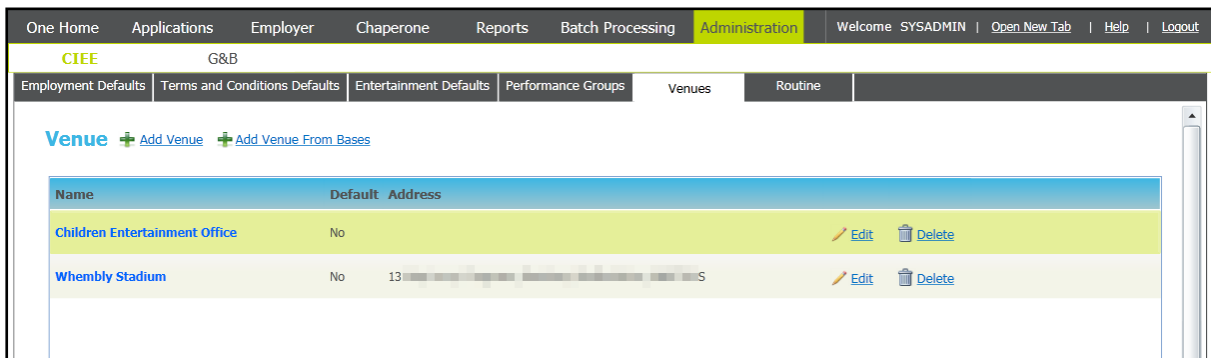 One Home Applications Employer Chaperone Reports Batch Processing Administration Welcome SYSADMIN | Open New Tab | Help | Logout
CIEE G&B
Employment Defaults Terms and Conditions Defaults Entertainment Defaults Performance Groups Venues Routine
Venue Add Venue Add Venue From Bases
Name Default Address
Children Entertainment Office No Edit Delete
Whembly Stadium No 13 S Edit Delete